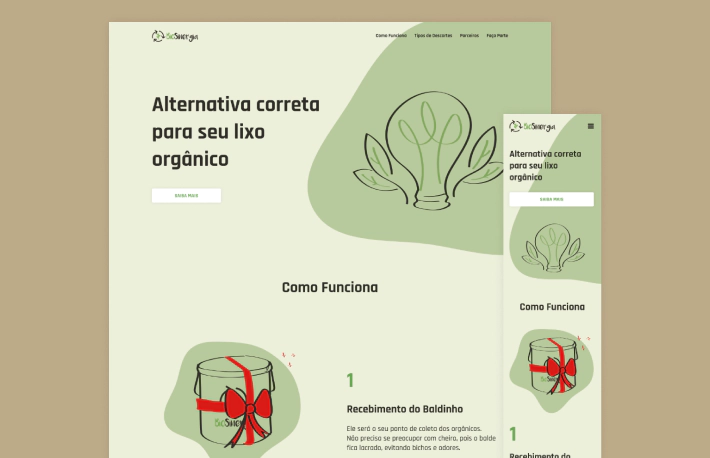 BioSinergia
Como Funciona Tipos de Descartes Parceiros Faça Parte
Alternativa correta
para seu lixo
orgânico
SAIBA MAIS
Como Funciona
1
Recebimento do Baldinho
Ele será o seu ponto de coleta dos orgânicos.
Não precisa se preocupar com cheiro, pois o balde
fica lacrado, evitando bichos e odores.
BioSinergia
Alternativa correta
para seu lixo
orgânico
SAIBA MAIS
Como Funciona
1
Recebimento do